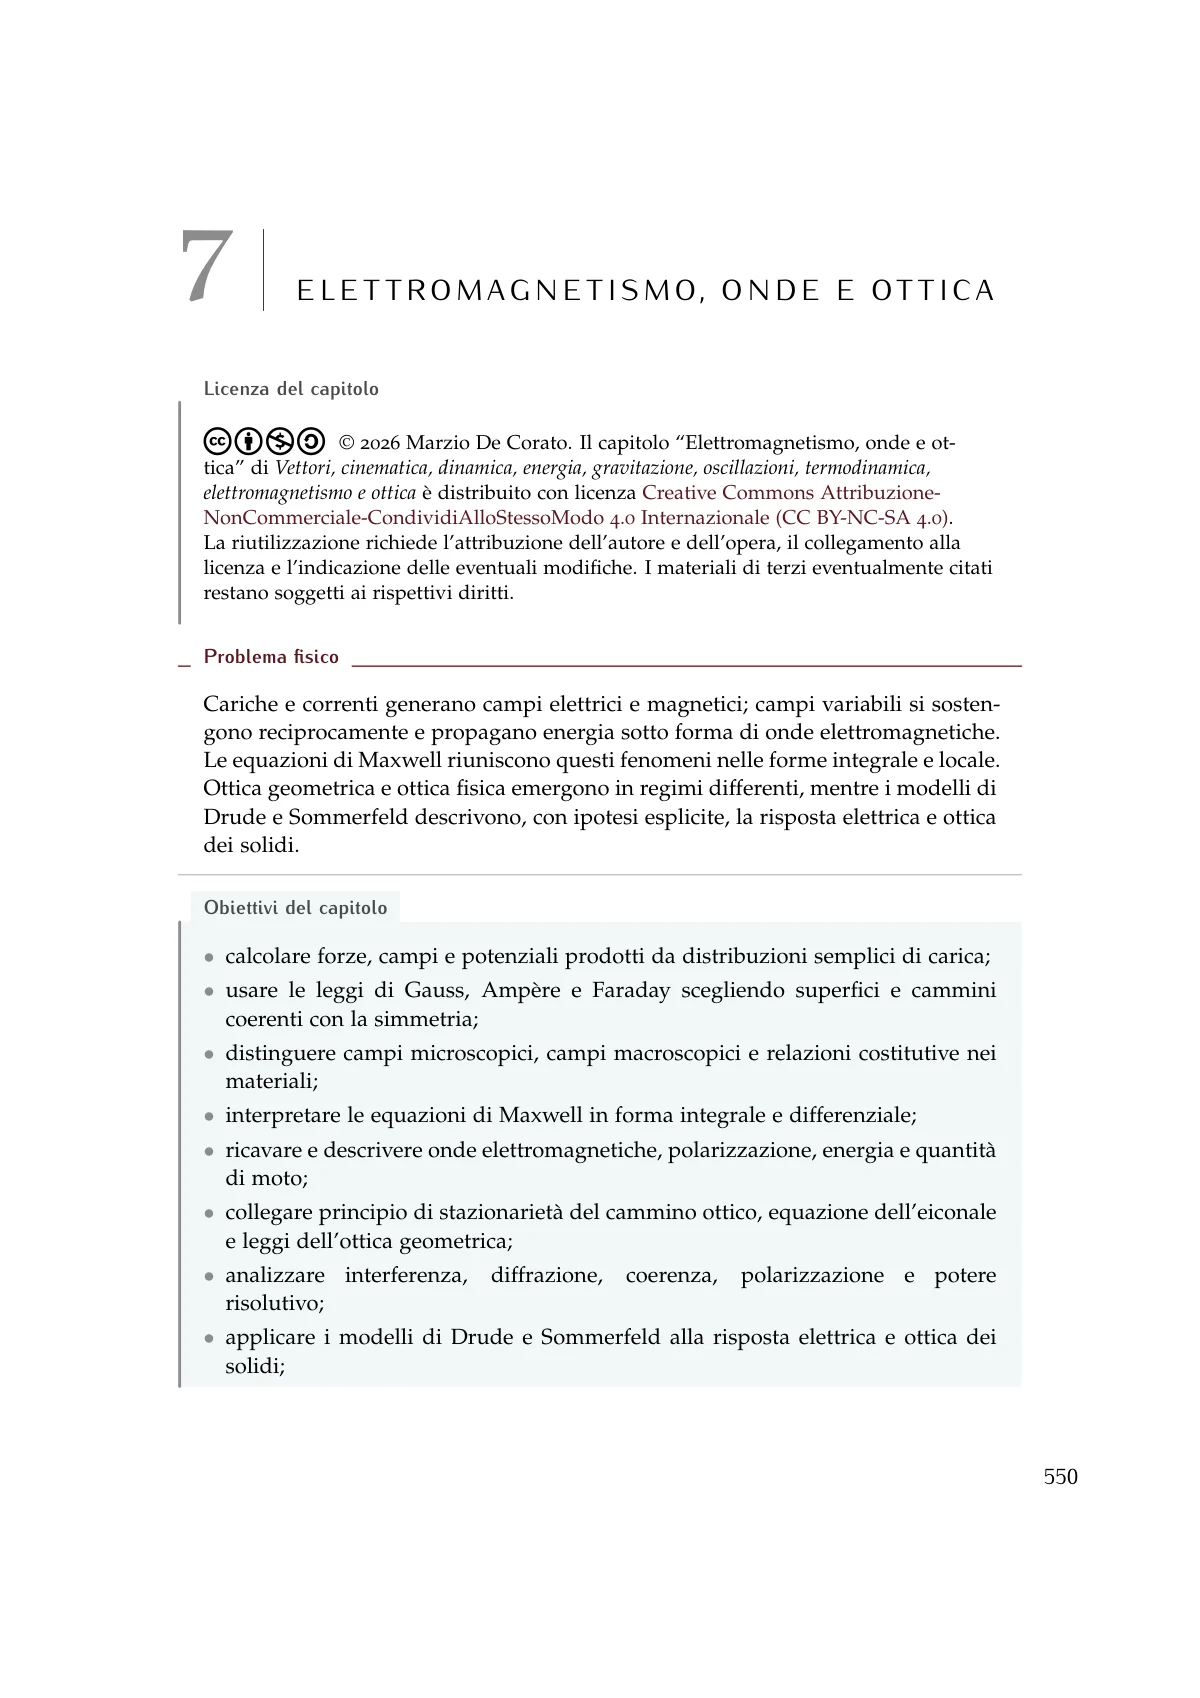 7
ELETTROMAGNETISMO, ONDE E OTTICA
Licenza del capitolo
© 2026 Marzio De Corato. Il capitolo “Elettromagnetismo, onde e ot-
tica” di Vettori, cinematica, dinamica, energia, gravitazione, oscillazioni, termodinamica,
elettromagnetismo e ottica è distribuito con licenza Creative Commons Attribuzione-
NonCommerciale-CondividiAlloStessoModo 4.0 Internazionale (CC BY-NC-SA 4.0).
La riutilizzazione richiede l’attribuzione dell’autore e dell’opera, il collegamento alla
licenza e l’indicazione delle eventuali modifiche. I materiali di terzi eventualmente citati
restano soggetti ai rispettivi diritti.
Problema fisico
Cariche e correnti generano campi elettrici e magnetici; campi variabili si sosten-
gono reciprocamente e propagano energia sotto forma di onde elettromagnetiche.
Le equazioni di Maxwell riuniscono questi fenomeni nelle forme integrale e locale.
Ottica geometrica e ottica fisica emergono in regimi differenti, mentre i modelli di
Drude e Sommerfeld descrivono, con ipotesi esplicite, la risposta elettrica e ottica
dei solidi.
Obiettivi del capitolo
• calcolare forze, campi e potenziali prodotti da distribuzioni semplici di carica;
• usare le leggi di Gauss, Ampère e Faraday scegliendo superfici e cammini
coerenti con la simmetria;
• distinguere campi microscopici, campi macroscopici e relazioni costitutive nei
materiali;
• interpretare le equazioni di Maxwell in forma integrale e differenziale;
• ricavare e descrivere onde elettromagnetiche, polarizzazione, energia e quantità
di moto;
• collegare principio di stazionarietà del cammino ottico, equazione dell’eiconale
e leggi dell’ottica geometrica;
• analizzare interferenza, diffrazione, coerenza, polarizzazione e potere
risolutivo;
• applicare i modelli di Drude e Sommerfeld alla risposta elettrica e ottica dei
solidi;
550